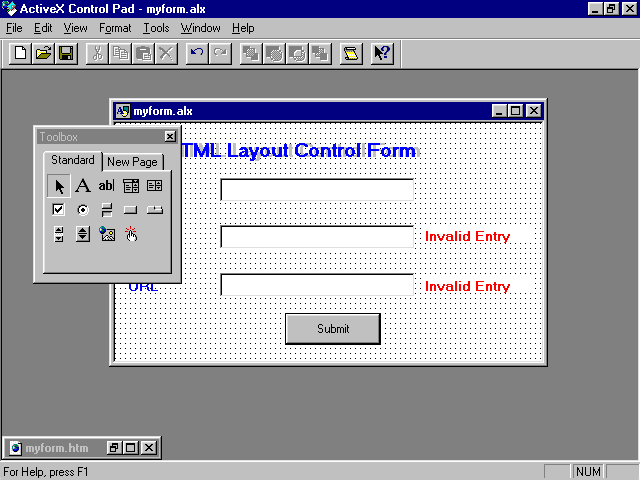 ActiveX Control Pad - myform.alx
File Edit View Format Tools Window Help
myform.alx
Toolbox
Standard New Page
A ab
TML Layout Control Form
Invalid Entry
URL Invalid Entry
Submit
myform.htm
For Help, press F1 NUM